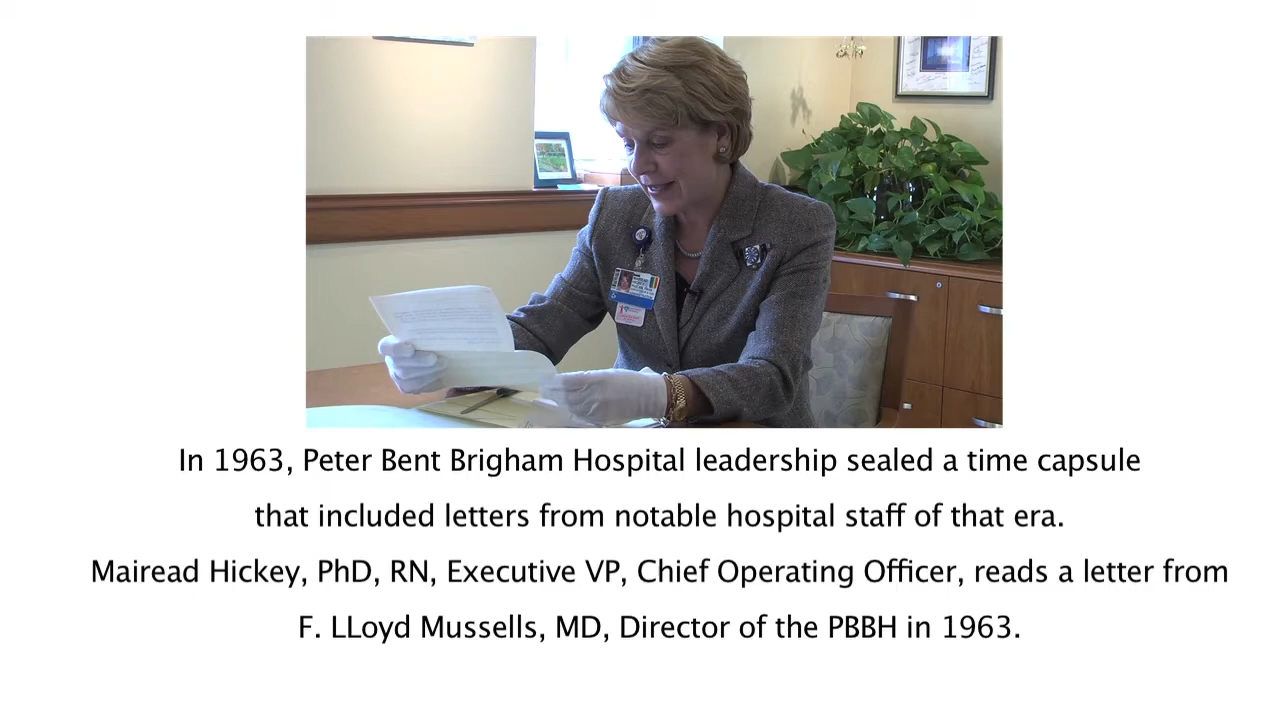 In 1963, Peter Bent Brigham Hospital leadership sealed a time capsule
that included letters from notable hospital staff of that era.
Mairead Hickey, PhD, RN, Executive VP, Chief Operating Officer, reads a letter from
F. LLoyd Mussells, MD, Director of the PBBH in 1963.